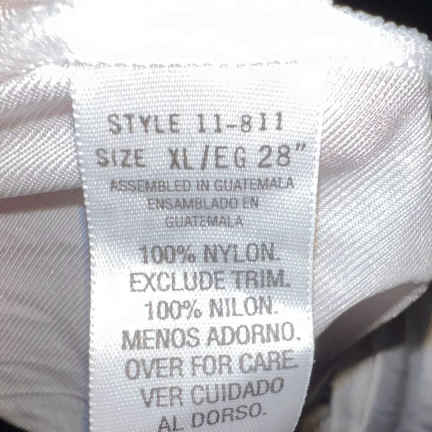 STYLE 11-811
SIZE XL/EG 28"
ASSEMBLED IN GUATEMALA
ENSAMBLADO EN
GUATEMALA
100% NYLON.
EXCLUDE TRIM.
100% NILON.
MENOS ADORNO.
OVER FOR CARE.
VER CUIDADO
AL DORSO.